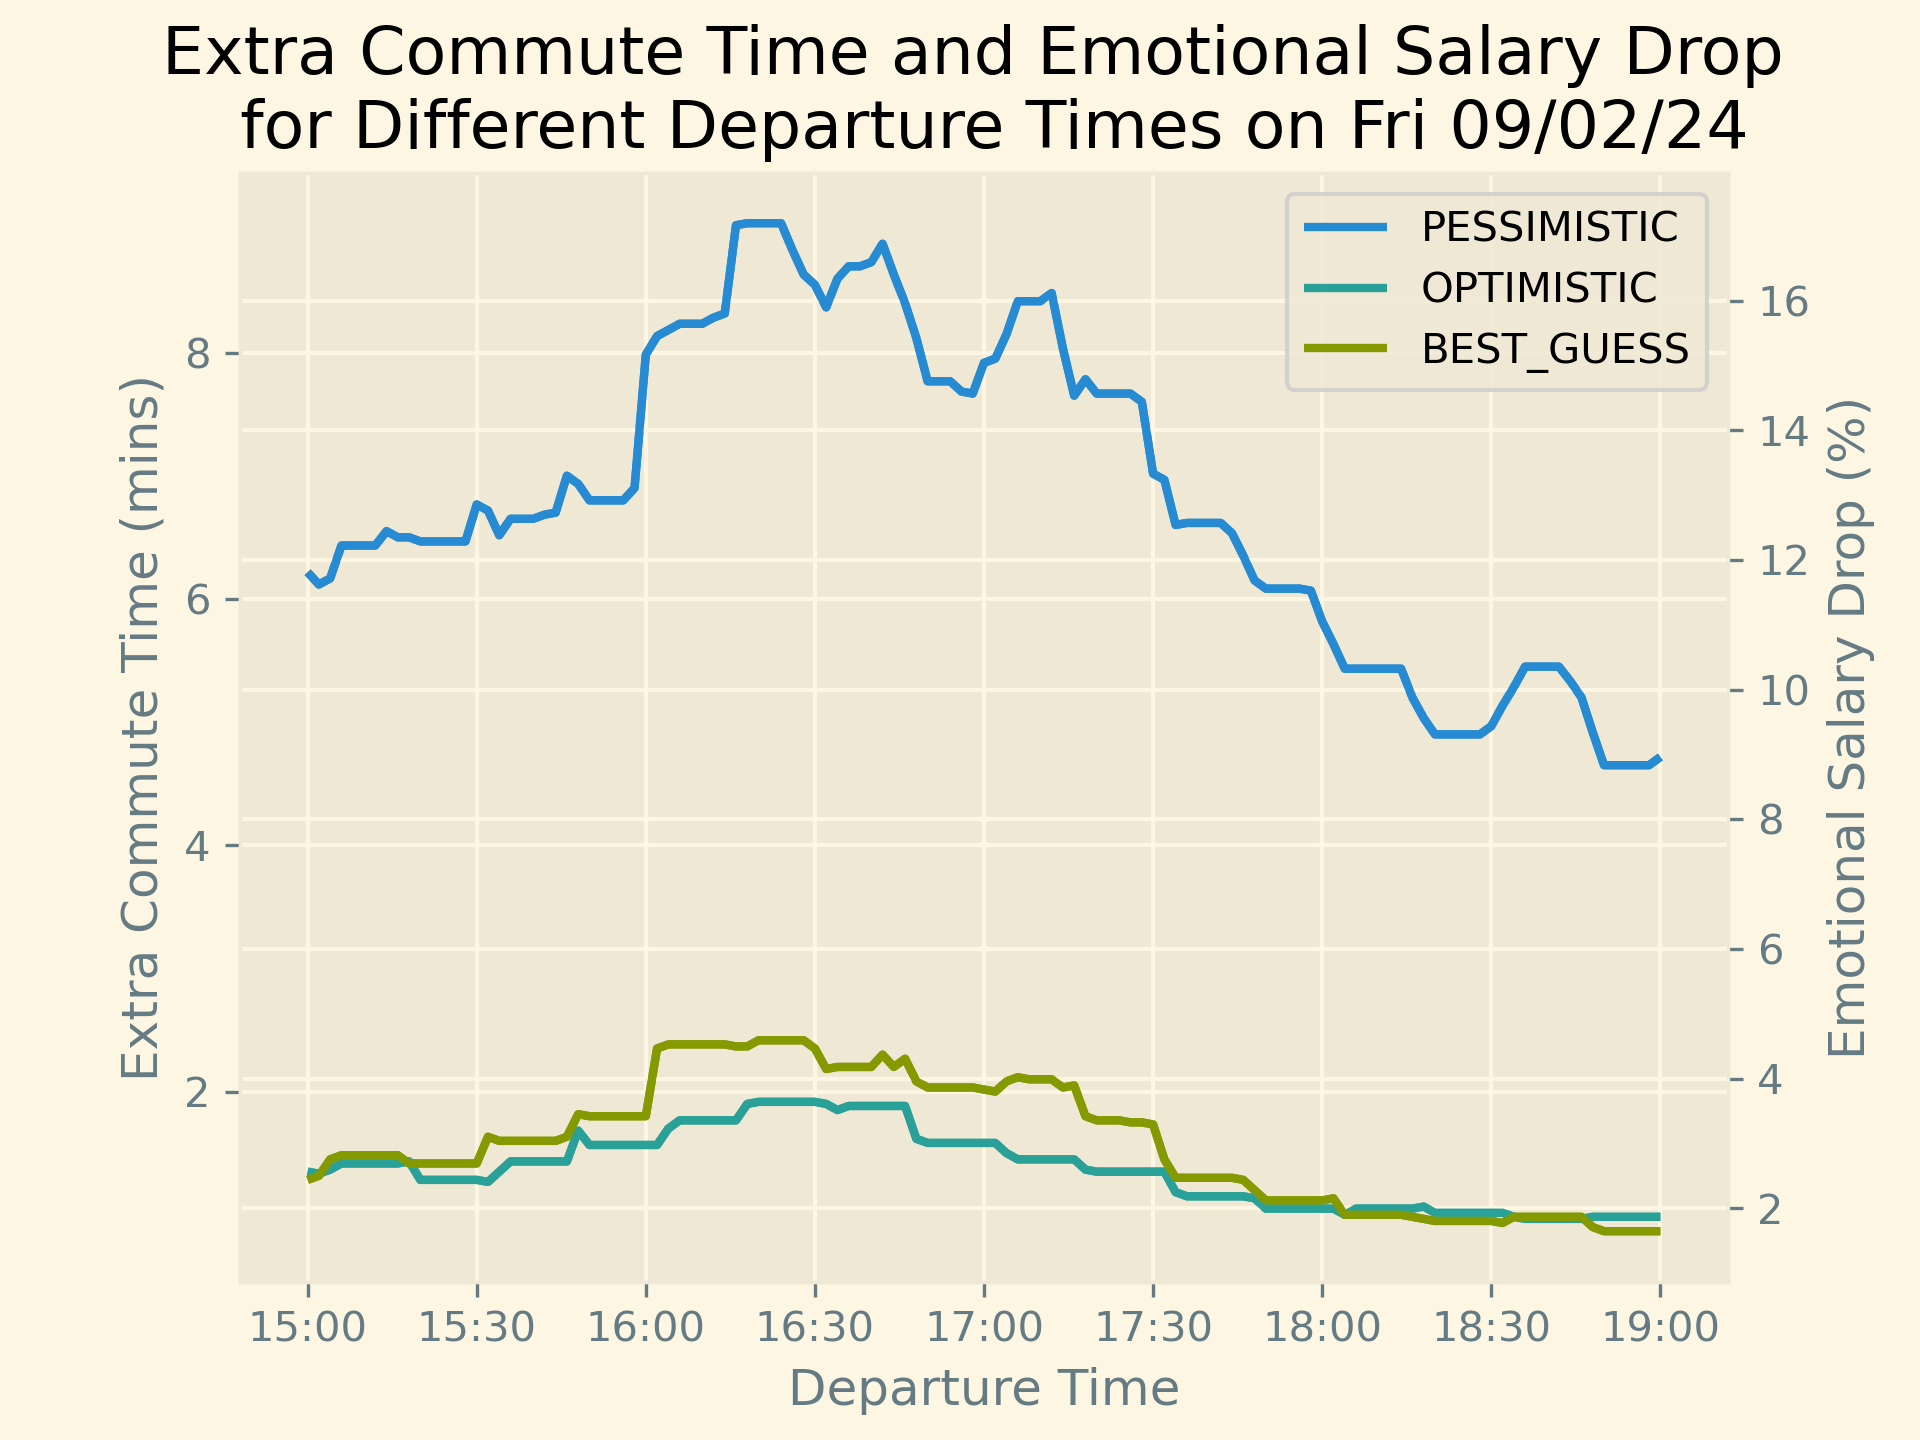 Extra Commute Time and Emotional Salary Drop
for Different Departure Times on Fri 09/02/24
PESSIMISTIC
OPTIMISTIC
BEST_GUESS
Extra Commute Time (mins)
8
6
4
2
16
14
12
10
8
6
4
2
Emotional Salary Drop (%)
15:00 15:30 16:00 16:30 17:00 17:30 18:00 18:30 19:00
Departure Time